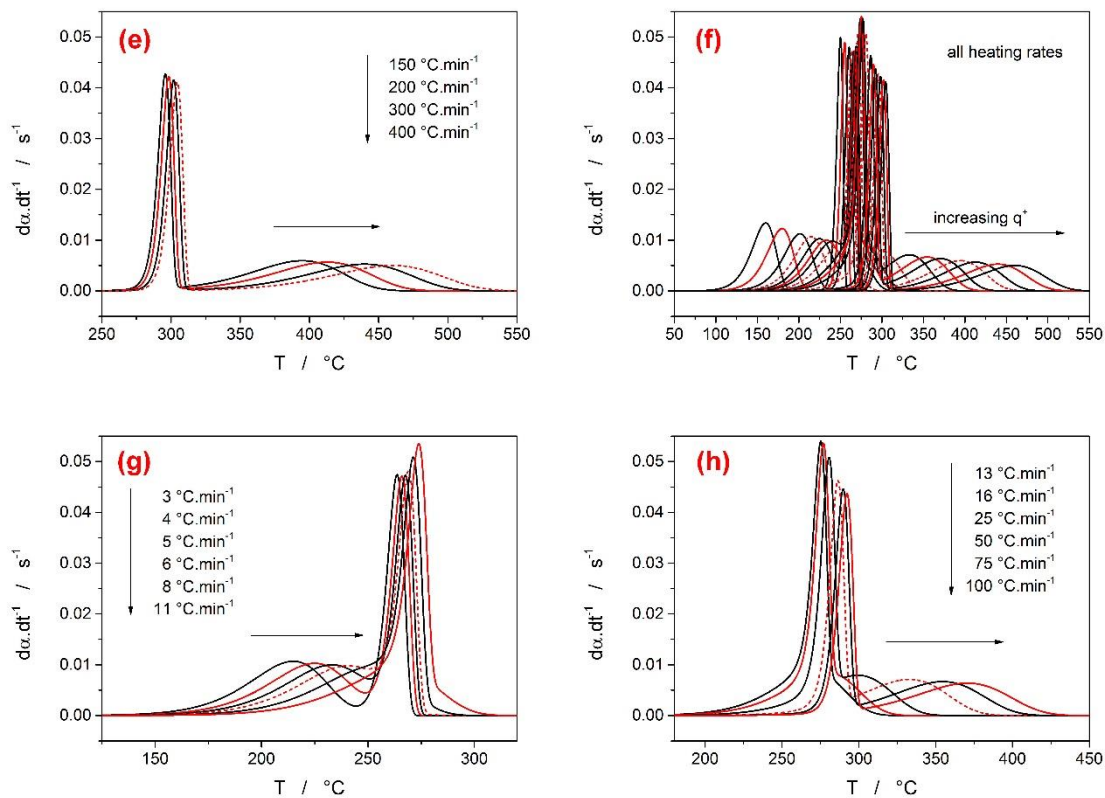 (e)
150 °C.min⁻¹
200 °C.min⁻¹
300 °C.min⁻¹
400 °C.min⁻¹
0.05
0.04
0.03
0.02
0.01
0.00
dα.dt⁻¹ / s⁻¹
250 300 350 400 450 500 550
T / °C
(f)
all heating rates
increasing q⁺
0.05
0.04
0.03
0.02
0.01
0.00
dα.dt⁻¹ / s⁻¹
50 100 150 200 250 300 350 400 450 500 550
T / °C
(g)
3 °C.min⁻¹
4 °C.min⁻¹
5 °C.min⁻¹
6 °C.min⁻¹
8 °C.min⁻¹
11 °C.min⁻¹
0.05
0.04
0.03
0.02
0.01
0.00
dα.dt⁻¹ / s⁻¹
150 200 250 300
T / °C
(h)
13 °C.min⁻¹
16 °C.min⁻¹
25 °C.min⁻¹
50 °C.min⁻¹
75 °C.min⁻¹
100 °C.min⁻¹
0.05
0.04
0.03
0.02
0.01
0.00
dα.dt⁻¹ / s⁻¹
200 250 300 350 400 450
T / °C